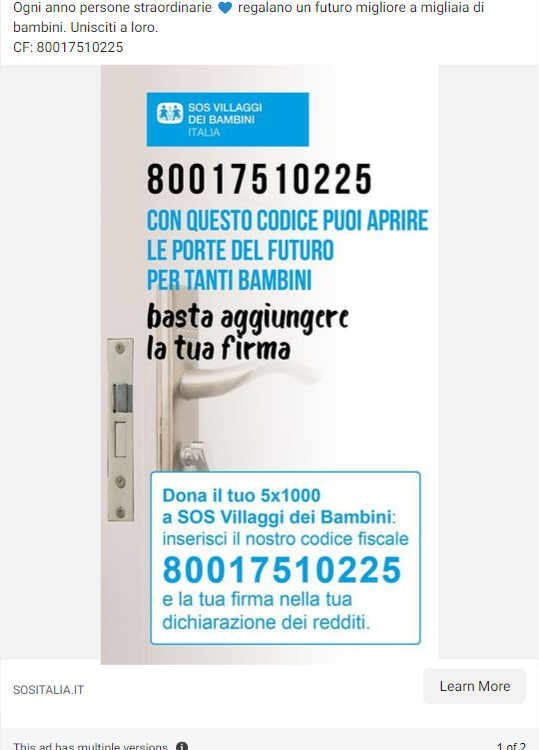 Ogni anno persone straordinarie 💙 regalano un futuro migliore a migliaia di
bambini. Unisciti a loro.
CF: 80017510225
SOS VILLAGGI
DEI BAMBINI
ITALIA
80017510225
CON QUESTO CODICE PUOI APRIRE
LE PORTE DEL FUTURO
PER TANTI BAMBINI
basta aggiungere
la tua firma
Dona il tuo 5x1000
a SOS Villaggi dei Bambini:
inserisci il nostro codice fiscale
80017510225
e la tua firma nella tua
dichiarazione dei redditi.
SOSITALIA.IT
Learn More
This ad has multiple versions
1 of 2